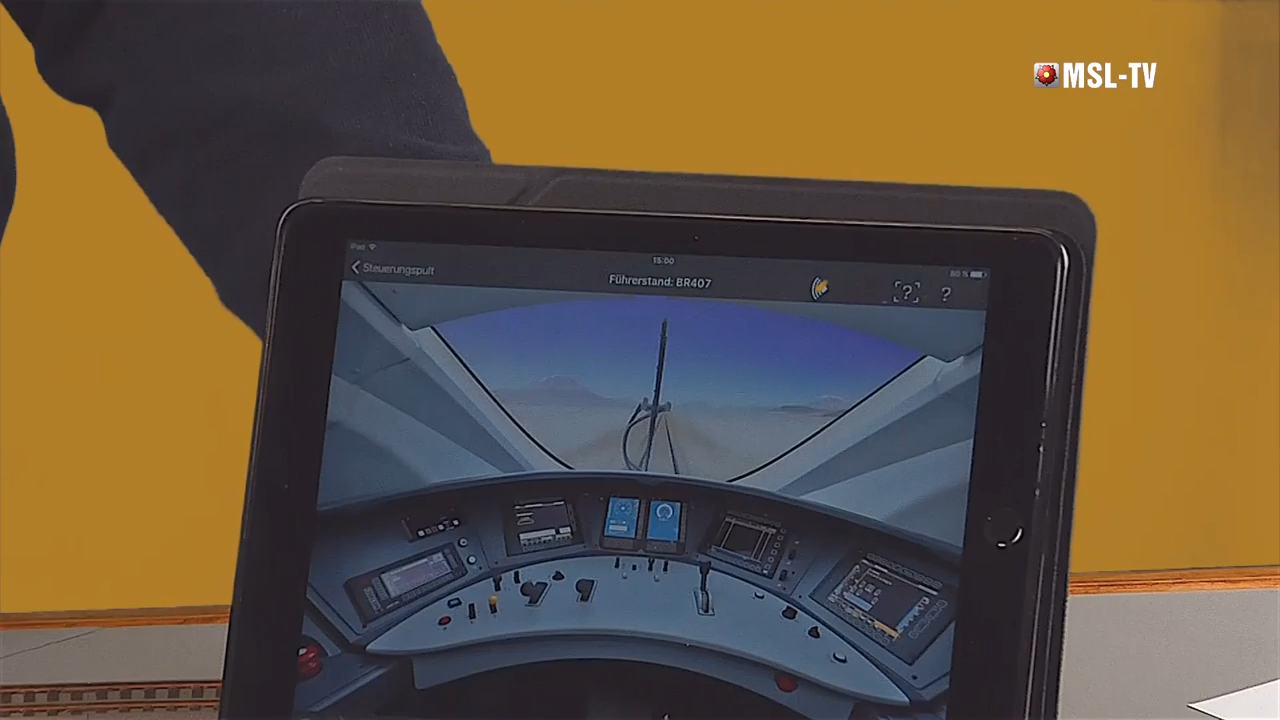 MSL-TV
iPad
15:00
80 %
Steuerungspult
Führerstand: BR407
?
?